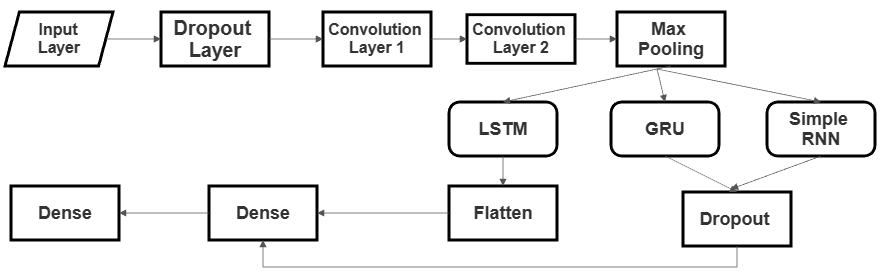 Input
Layer
Dropout
Layer
Convolution
Layer 1
Convolution
Layer 2
Max
Pooling
LSTM
GRU
Simple
RNN
Dense
Dense
Flatten
Dropout